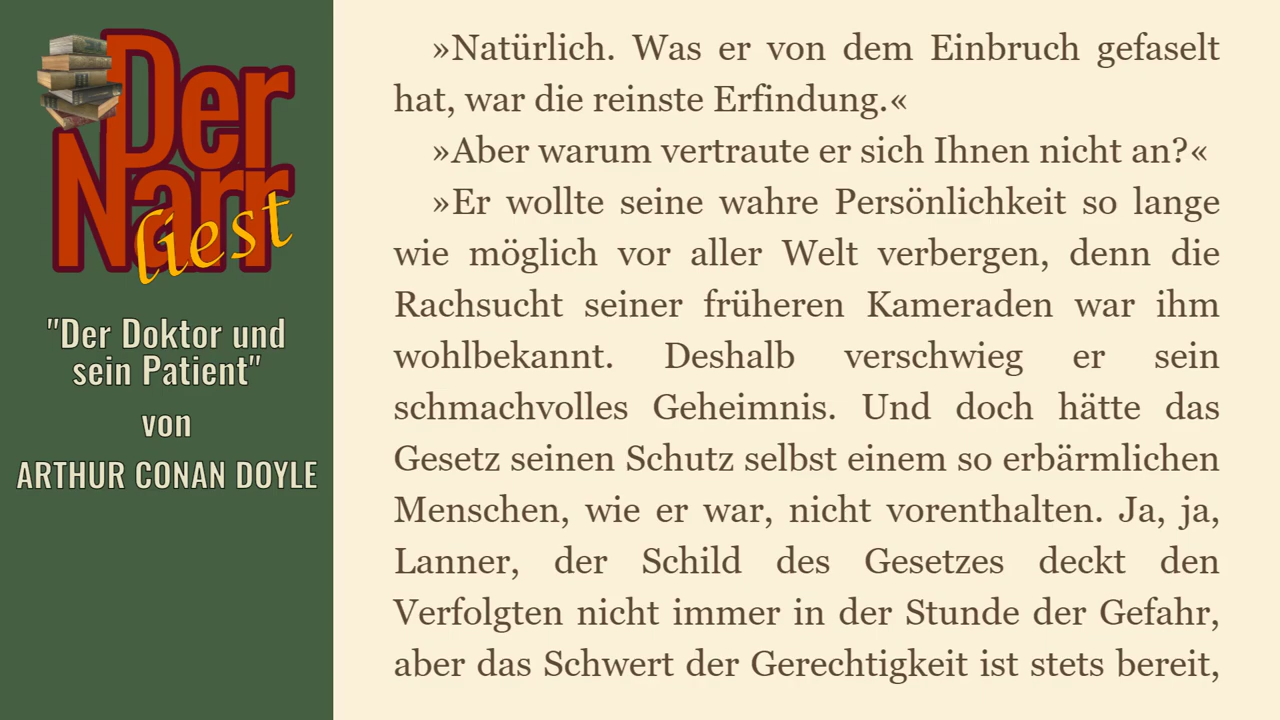 Der
Narr
liest
"Der Doktor und
sein Patient"
von
ARTHUR CONAN DOYLE
»Natürlich. Was er von dem Einbruch gefaselt
hat, war die reinste Erfindung.«
»Aber warum vertraute er sich Ihnen nicht an?«
»Er wollte seine wahre Persönlichkeit so lange
wie möglich vor aller Welt verbergen, denn die
Rachsucht seiner früheren Kameraden war ihm
wohlbekannt. Deshalb verschwieg er sein
schmachvolles Geheimnis. Und doch hätte das
Gesetz seinen Schutz selbst einem so erbärmlichen
Menschen, wie er war, nicht vorenthalten. Ja, ja,
Lanner, der Schild des Gesetzes deckt den
Verfolgten nicht immer in der Stunde der Gefahr,
aber das Schwert der Gerechtigkeit ist stets bereit,